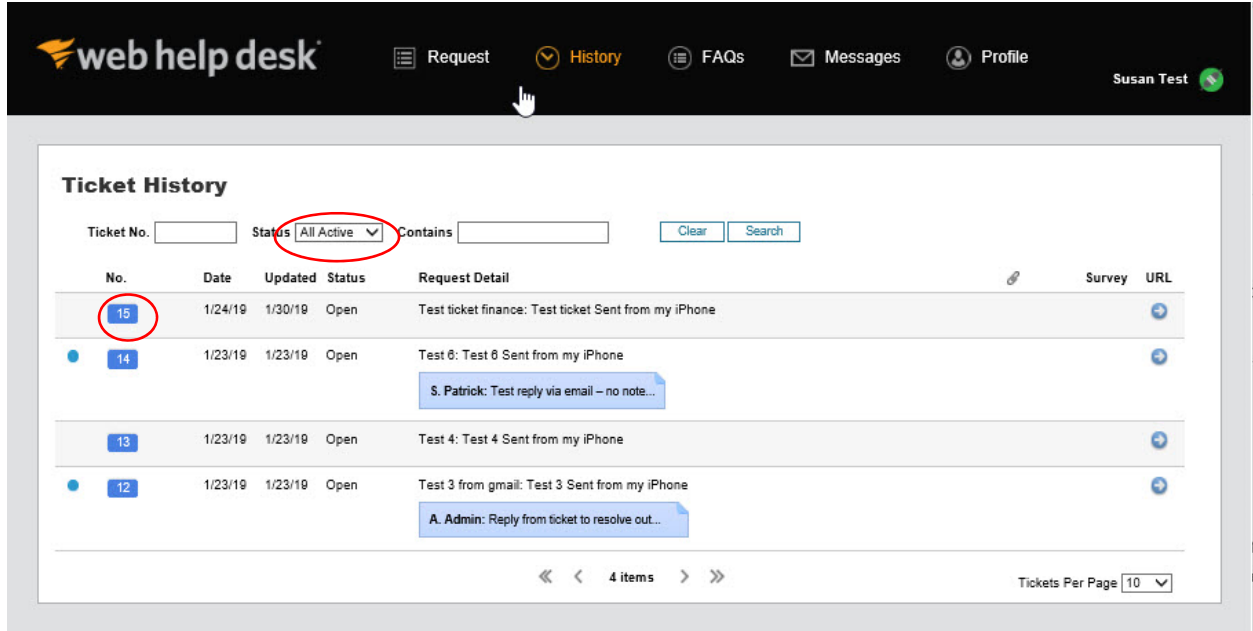 web help desk
Request History FAQs Messages Profile
Susan Test
Ticket History
Ticket No. Status All Active Contains Clear Search
No. Date Updated Status Request Detail Survey URL
15 1/24/19 1/30/19 Open Test ticket finance: Test ticket Sent from my iPhone
14 1/23/19 1/23/19 Open Test 6: Test 6 Sent from my iPhone
S. Patrick: Test reply via email – no note...
13 1/23/19 1/23/19 Open Test 4: Test 4 Sent from my iPhone
12 1/23/19 1/23/19 Open Test 3 from gmail: Test 3 Sent from my iPhone
A. Admin: Reply from ticket to resolve out...
4 items
Tickets Per Page 10